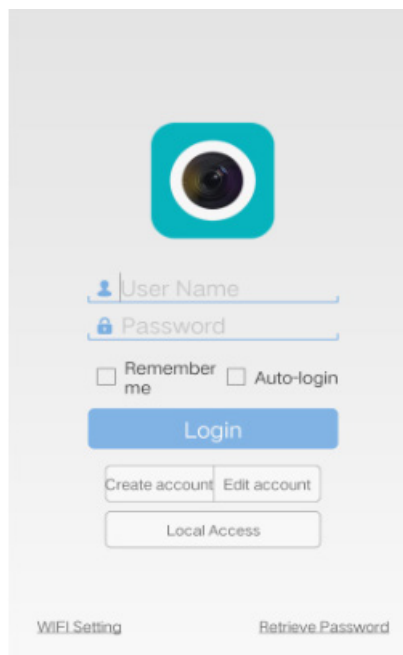 User Name
Password
Remember me
Auto-login
Login
Create account
Edit account
Local Access
WIFI Setting
Retrieve Password